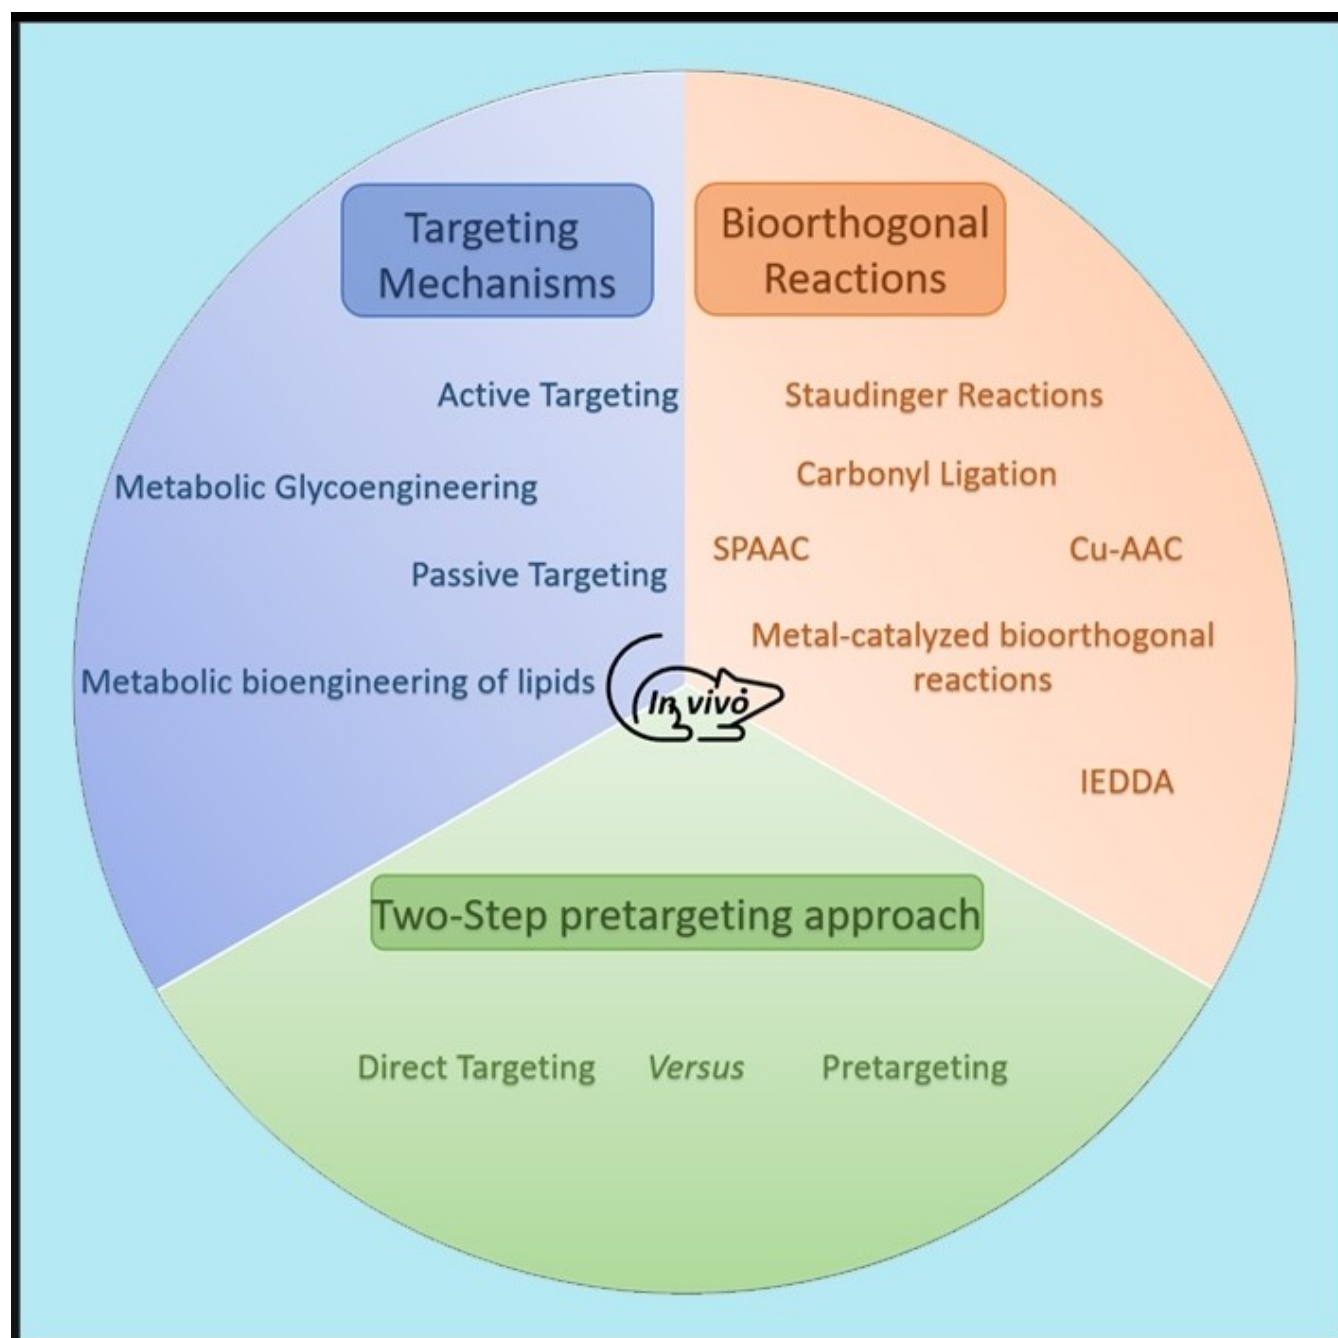 Targeting
Mechanisms
Active Targeting
Metabolic Glycoengineering
Passive Targeting
Metabolic bioengineering of lipids
Bioorthogonal
Reactions
Staudinger Reactions
Carbonyl Ligation
SPAAC
Cu-AAC
Metal-catalyzed bioorthogonal
reactions
IEDDA
In vivo
Two-Step pretargeting approach
Direct Targeting Versus Pretargeting